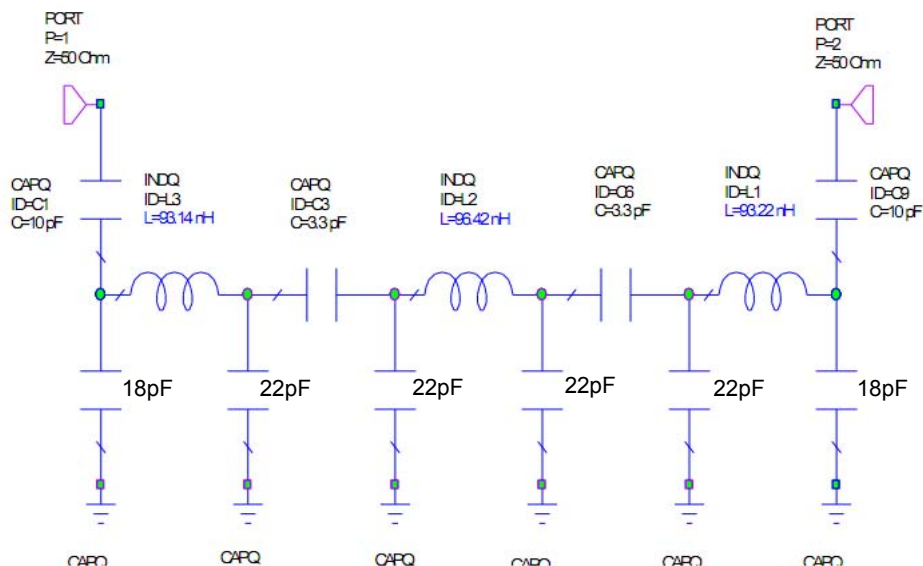 PORT
P=1
Z=50 Ohm
PORT
P=2
Z=50 Ohm
CAPQ
ID=C1
C=10 pF
INDQ
ID=L3
L=93.14 nH
CAPQ
ID=C3
C=3.3 pF
INDQ
ID=L2
L=96.42 nH
CAPQ
ID=C6
C=3.3 pF
INDQ
ID=L1
L=93.22 nH
CAPQ
ID=C9
C=10 pF
18pF
22pF
22pF
22pF
22pF
18pF
CAPQ
CAPQ
CAPQ
CAPQ
CAPQ
CAPQ